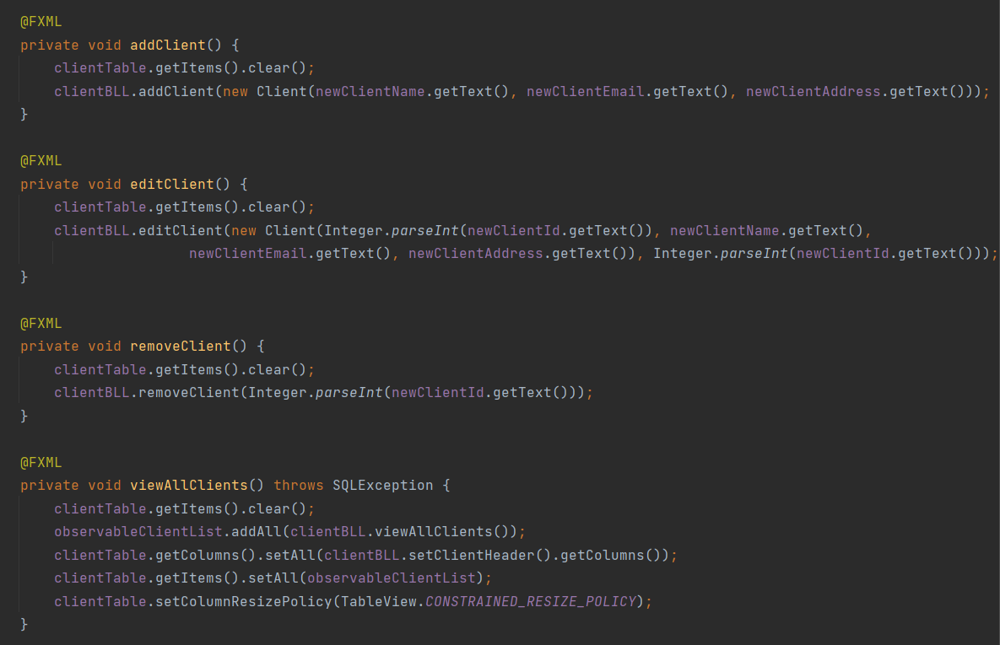 @FXML
private void addClient() {
    clientTable.getItems().clear();
    clientBLL.addClient(new Client(newClientName.getText(), newClientEmail.getText(), newClientAddress.getText()));
}
@FXML
private void editClient() {
    clientTable.getItems().clear();
    clientBLL.editClient(new Client(Integer.parseInt(newClientId.getText()), newClientName.getText(),
                    newClientEmail.getText(), newClientAddress.getText()), Integer.parseInt(newClientId.getText()));
}
@FXML
private void removeClient() {
    clientTable.getItems().clear();
    clientBLL.removeClient(Integer.parseInt(newClientId.getText()));
}
@FXML
private void viewAllClients() throws SQLException {
    clientTable.getItems().clear();
    observableClientList.addAll(clientBLL.viewAllClients());
    clientTable.getColumns().setAll(clientBLL.setClientHeader().getColumns());
    clientTable.getItems().setAll(observableClientList);
    clientTable.setColumnResizePolicy(TableView.CONSTRAINED_RESIZE_POLICY);
}